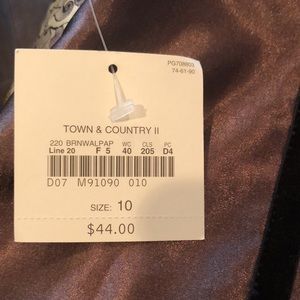 PG708803
74-61-90
TOWN & COUNTRY II
220 BRNWALPAP WC CLS PC
Line 20 F 5 40 205 D4
D07 M91090 010
SIZE: 10
$44.00